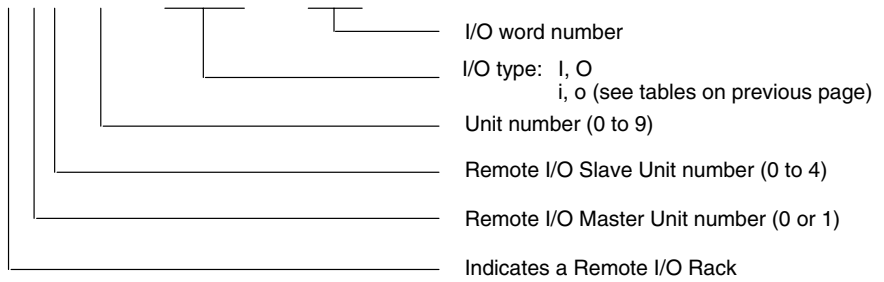 I/O word number
I/O type: I, O
i, o (see tables on previous page)
Unit number (0 to 9)
Remote I/O Slave Unit number (0 to 4)
Remote I/O Master Unit number (0 or 1)
Indicates a Remote I/O Rack